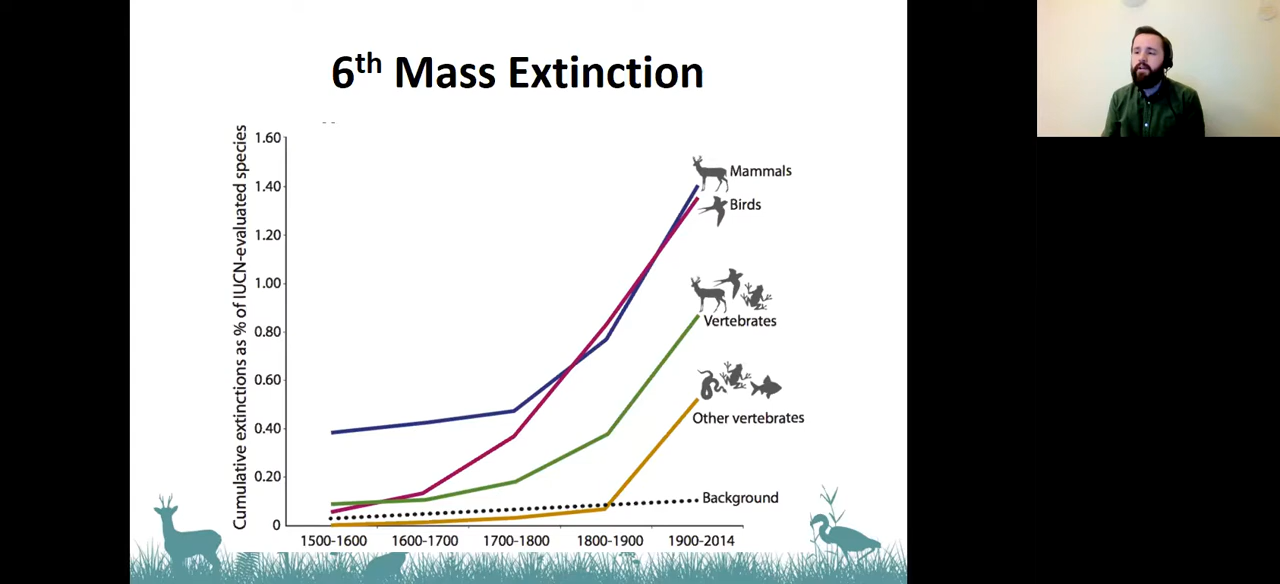 6th Mass Extinction
Cumulative extinctions as % of IUCN-evaluated species
1.60
1.40
1.20
1.00
0.80
0.60
0.40
0.20
0
Mammals
Birds
Vertebrates
Other vertebrates
Background
1500-1600 1600-1700 1700-1800 1800-1900 1900-2014